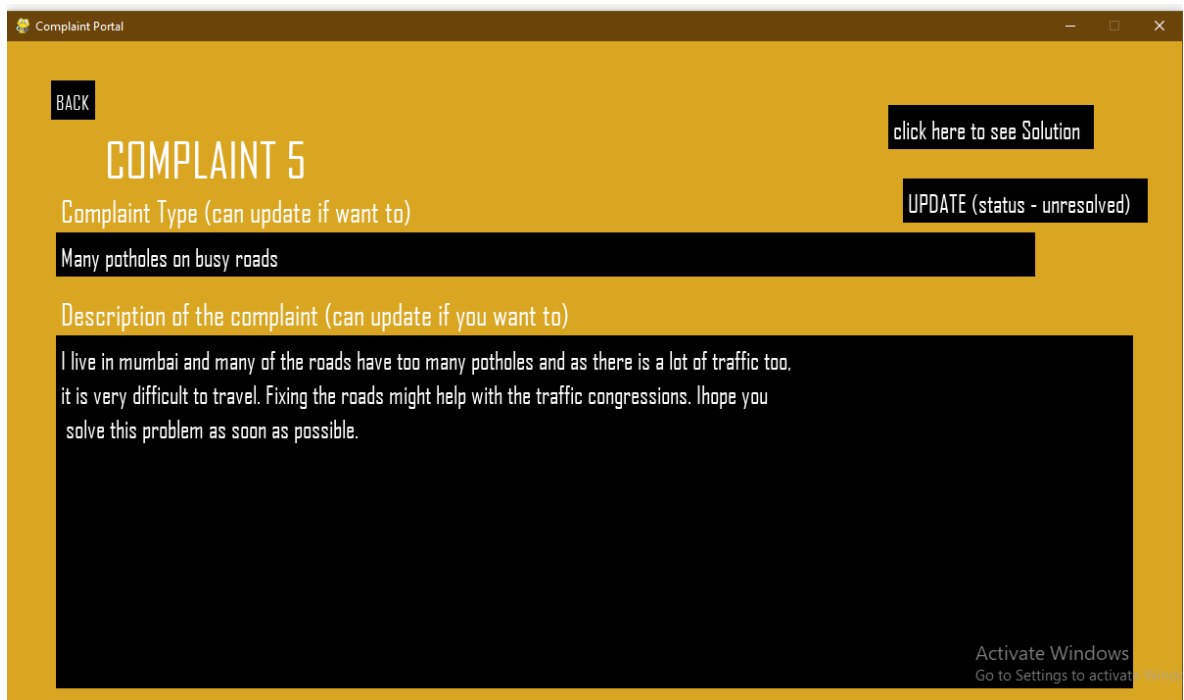 Complaint Portal
BACK
click here to see Solution
COMPLAINT 5
UPDATE (status - unresolved)
Complaint Type (can update if want to)
Many potholes on busy roads
Description of the complaint (can update if you want to)
I live in mumbai and many of the roads have too many potholes and as there is a lot of traffic too,
it is very difficult to travel. Fixing the roads might help with the traffic congressions. Ihope you
solve this problem as soon as possible.
Activate Windows
Go to Settings to activate